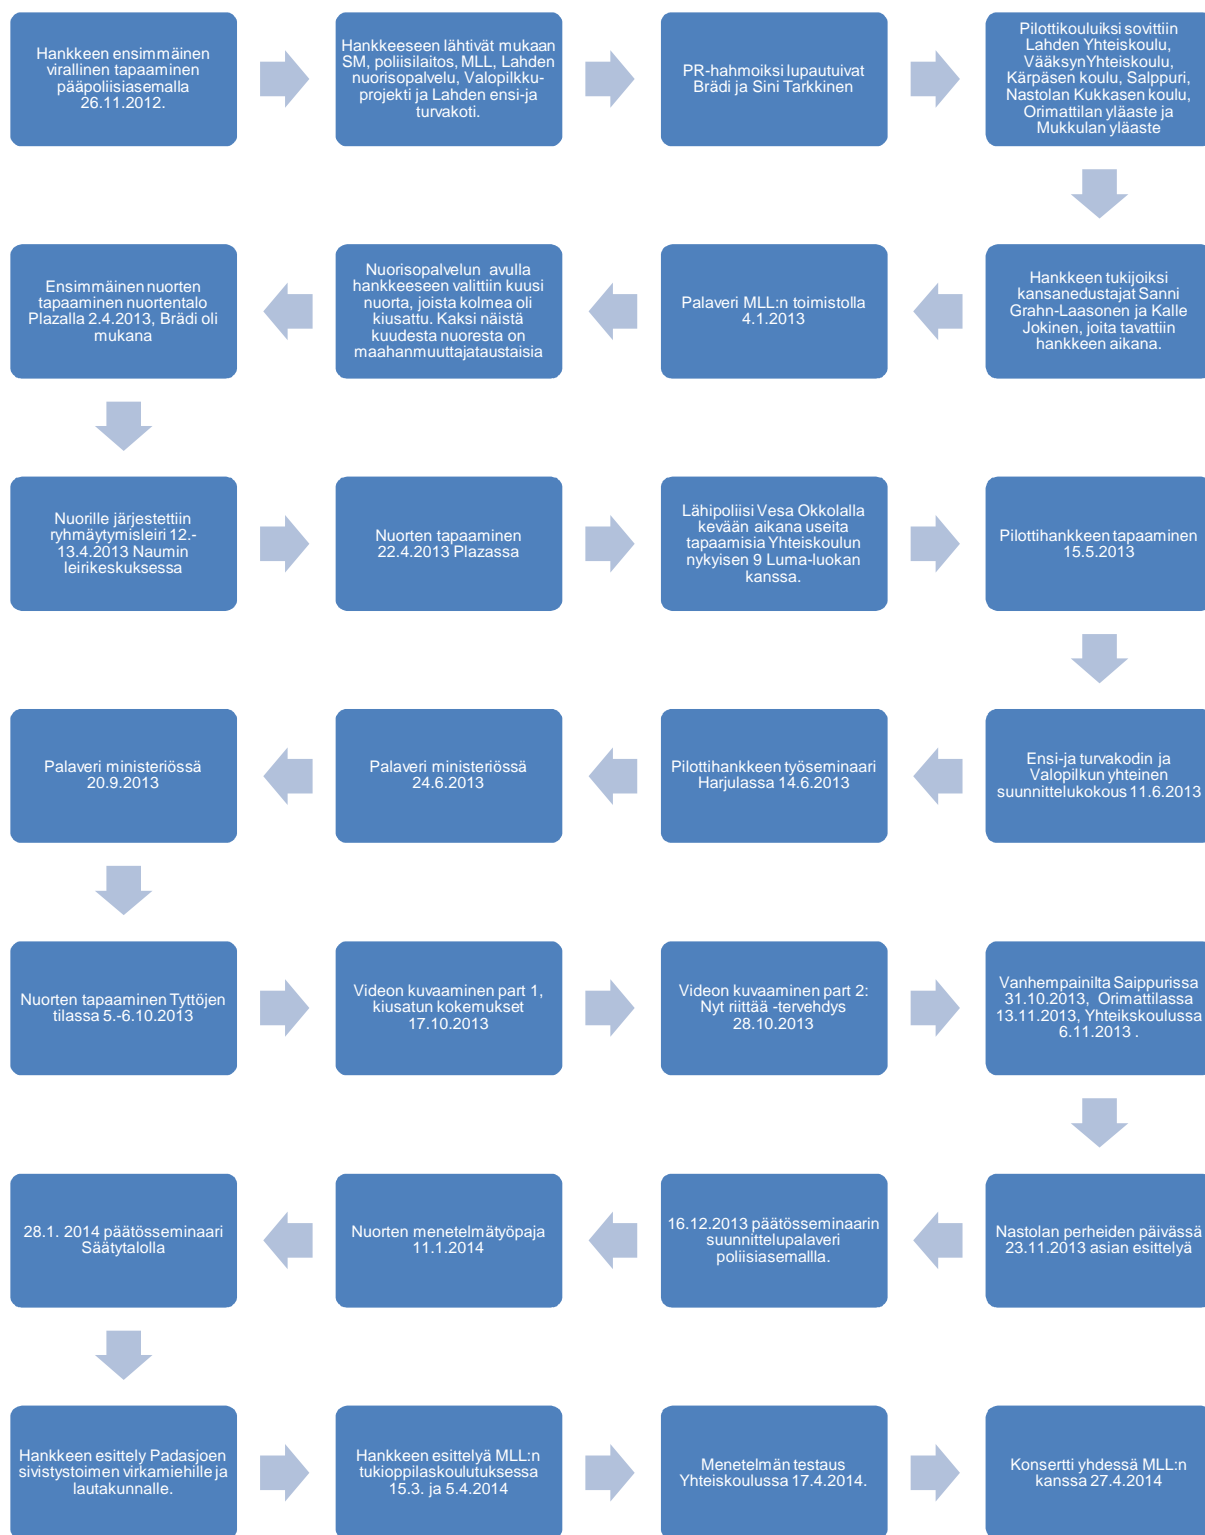 Hankkeen ensimmäinen
virallinen tapaaminen
pääpoliisiasemalla
26.11.2012.
Hankkeeseen lähtivät mukaan
SM, poliisilaitos, MLL, Lahden
nuorisopalvelu, Valopilkku-
projekti ja Lahden ensi-ja
turvakoti.
PR-hahmoiksi lupautuivat
Brädi ja Sini Tarkkinen
Pilottikouluiksi sovittiin
Lahden Yhteiskoulu,
VääksynYhteiskoulu,
Kärpäsen koulu, Salppuri,
Nastolan Kukkasen koulu,
Orimattilan yläaste ja
Mukkulan yläaste
Hankkeen tukijoiksi
kansanedustajat Sanni
Grahn-Laasonen ja Kalle
Jokinen, joita tavattiin
hankkeen aikana.
Palaveri MLL:n toimistolla
4.1.2013
Nuorisopalvelun avulla
hankkeeseen valittiin kuusi
nuorta, joista kolmea oli
kiusattu. Kaksi näistä
kuudesta nuoresta on
maahanmuuttajataustaisia
Ensimmäinen nuorten
tapaaminen nuortentalo
Plazalla 2.4.2013, Brädi oli
mukana
Nuorille järjestettiin
ryhmäytymisleiri 12.-
13.4.2013 Naumin
leirikeskuksessa
Nuorten tapaaminen
22.4.2013 Plazassa
Lähipoliisi Vesa Okkolalla
kevään aikana useita
tapaamisia Yhteiskoulun
nykyisen 9 Luma-luokan
kanssa.
Pilottihankkeen tapaaminen
15.5.2013
Ensi-ja turvakodin ja
Valopilkun yhteinen
suunnittelukokous 11.6.2013
Pilottihankkeen työseminaari
Harjulassa 14.6.2013
Palaveri ministeriössä
24.6.2013
Palaveri ministeriössä
20.9.2013
Nuorten tapaaminen Tyttöjen
tilassa 5.-6.10.2013
Videon kuvaaminen part 1,
kiusatun kokemukset
17.10.2013
Videon kuvaaminen part 2:
Nyt riittää -tervehdys
28.10.2013
Vanhempainilta Saippurissa
31.10.2013, Orimattilassa
13.11.2013, Yhteikskoulussa
6.11.2013 .
Nastolan perheiden päivässä
23.11.2013 asian esittelyä
16.12.2013 päätösseminaarin
suunnittelupalaveri
poliisiasemallla.
Nuorten menetelmätyöpaja
11.1.2014
28.1. 2014 päätösseminaari
Säätytalolla
Hankkeen esittely Padasjoen
sivistystoimen virkamiehille ja
lautakunnalle.
Hankkeen esittelyä MLL:n
tukioppilaskoulutuksessa
15.3. ja 5.4.2014
Menetelmän testaus
Yhteiskoulussa 17.4.2014.
Konsertti yhdessä MLL:n
kanssa 27.4.2014